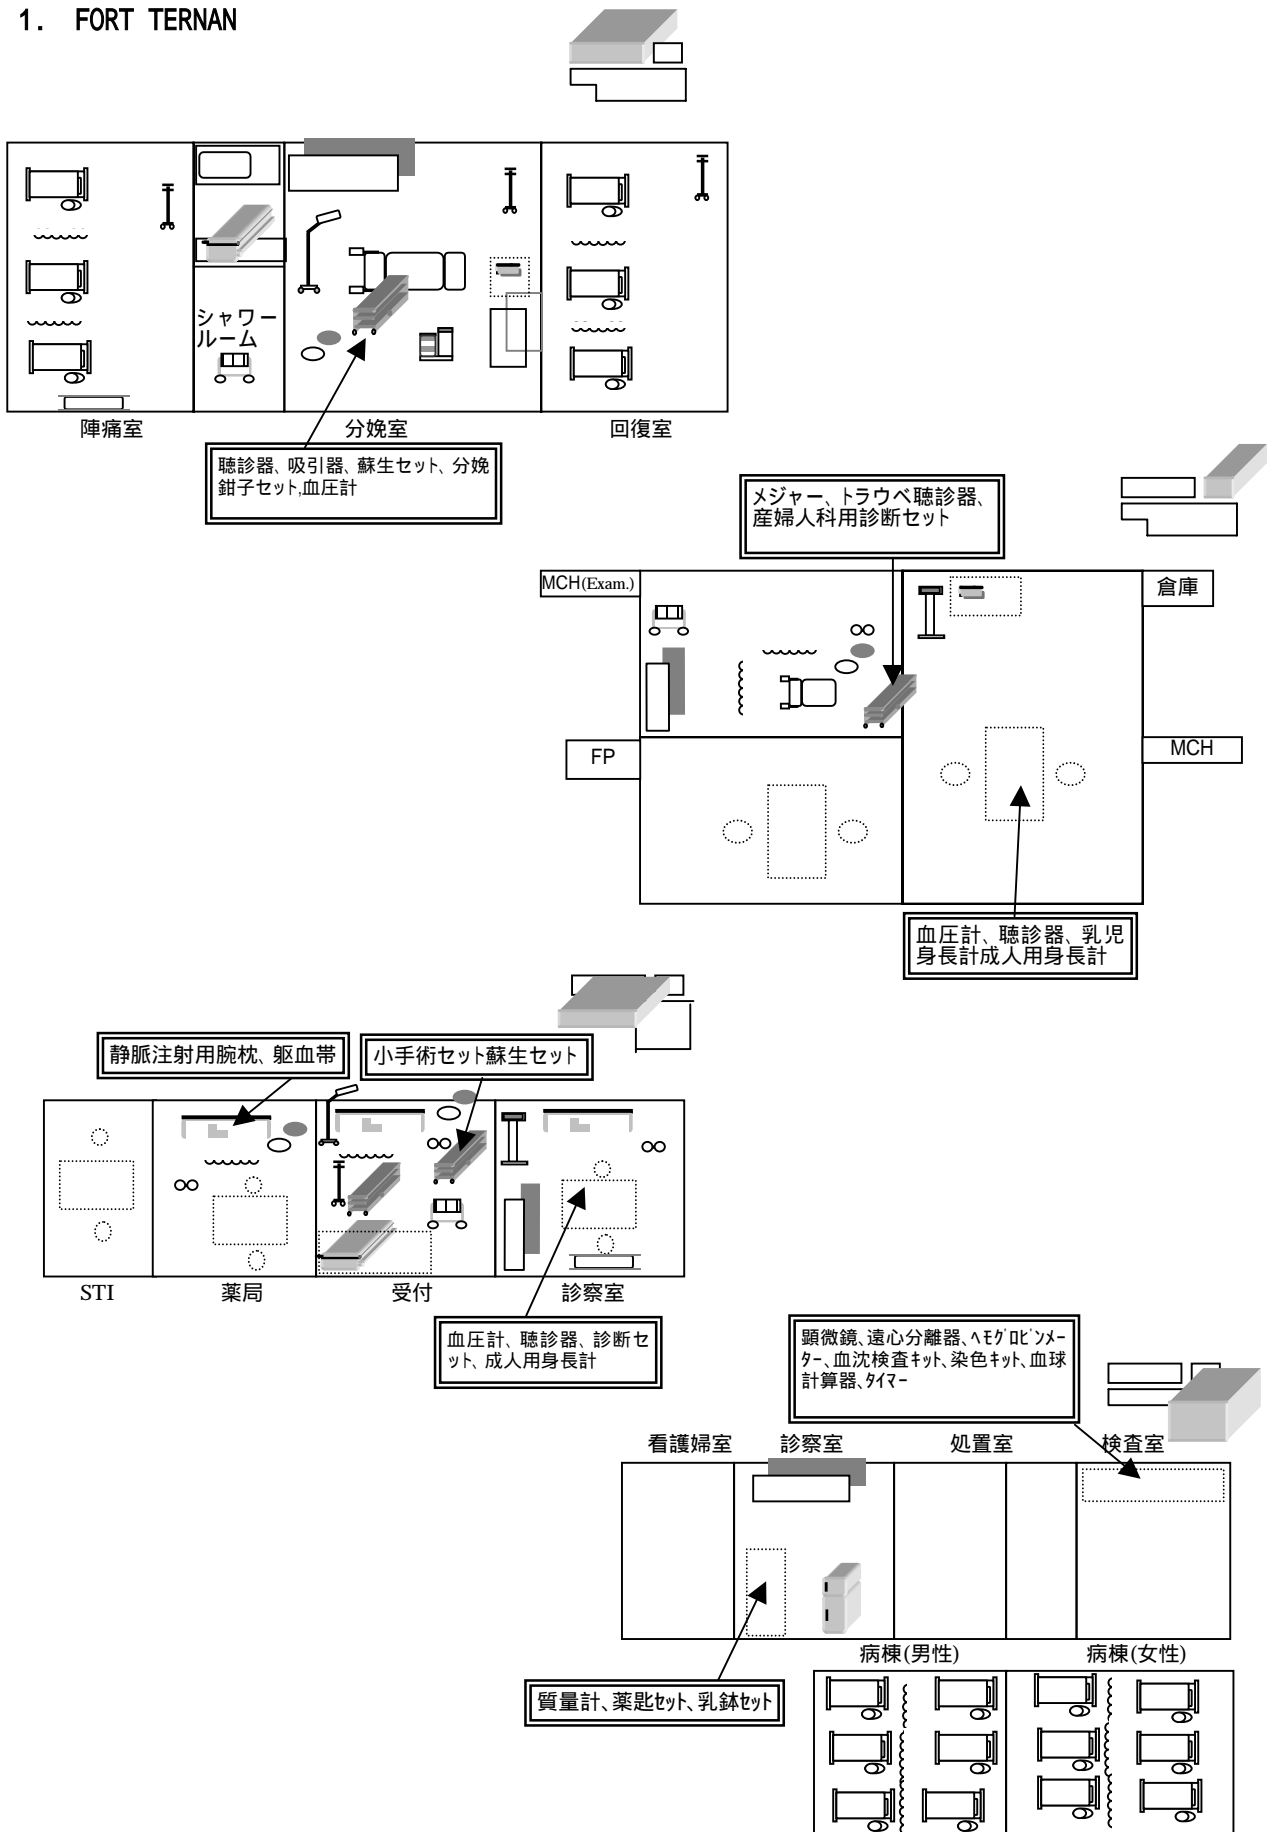 1. FORT TERNAN
シャワー
ルーム
陣痛室
分娩室
回復室
聴診器、吸引器、蘇生セット、分娩
鉗子セット,血圧計
メジャー、トラウベ聴診器、
産婦人科用診断セット
MCH(Exam.)
倉庫
FP
MCH
血圧計、聴診器、乳児
身長計成人用身長計
静脈注射用腕枕、駆血帯
小手術セット蘇生セット
STI
薬局
受付
診察室
血圧計、聴診器、診断セ
ット、成人用身長計
顕微鏡、遠心分離器、ヘモグロビンメー
ター、血沈検査キット、染色キット、血球
計算器、タイマー
看護婦室
診察室
処置室
検査室
病棟(男性)
病棟(女性)
質量計、薬匙セット、乳鉢セット